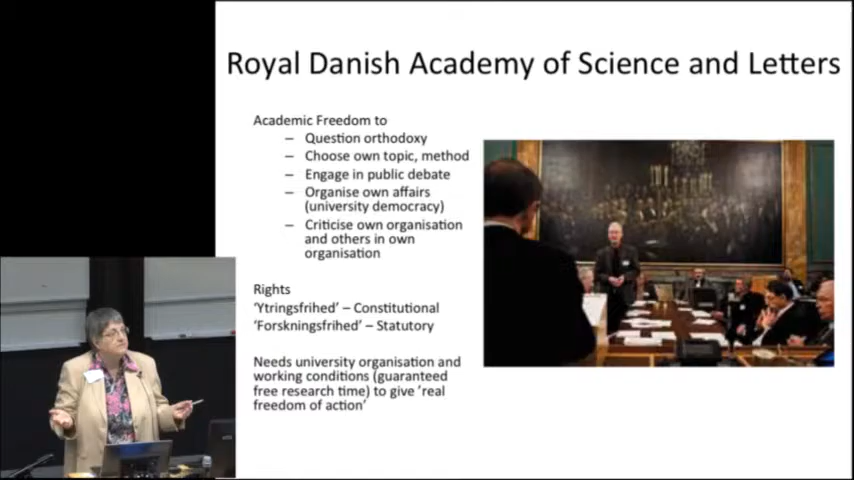 Royal Danish Academy of Science and Letters
Academic Freedom to
– Question orthodoxy
– Choose own topic, method
– Engage in public debate
– Organise own affairs
(university democracy)
– Criticise own organisation
and others in own
organisation
Rights
'Ytringsfrihed' – Constitutional
'Forskningsfrihed' – Statutory
Needs university organisation and
working conditions (guaranteed
free research time) to give 'real
freedom of action'